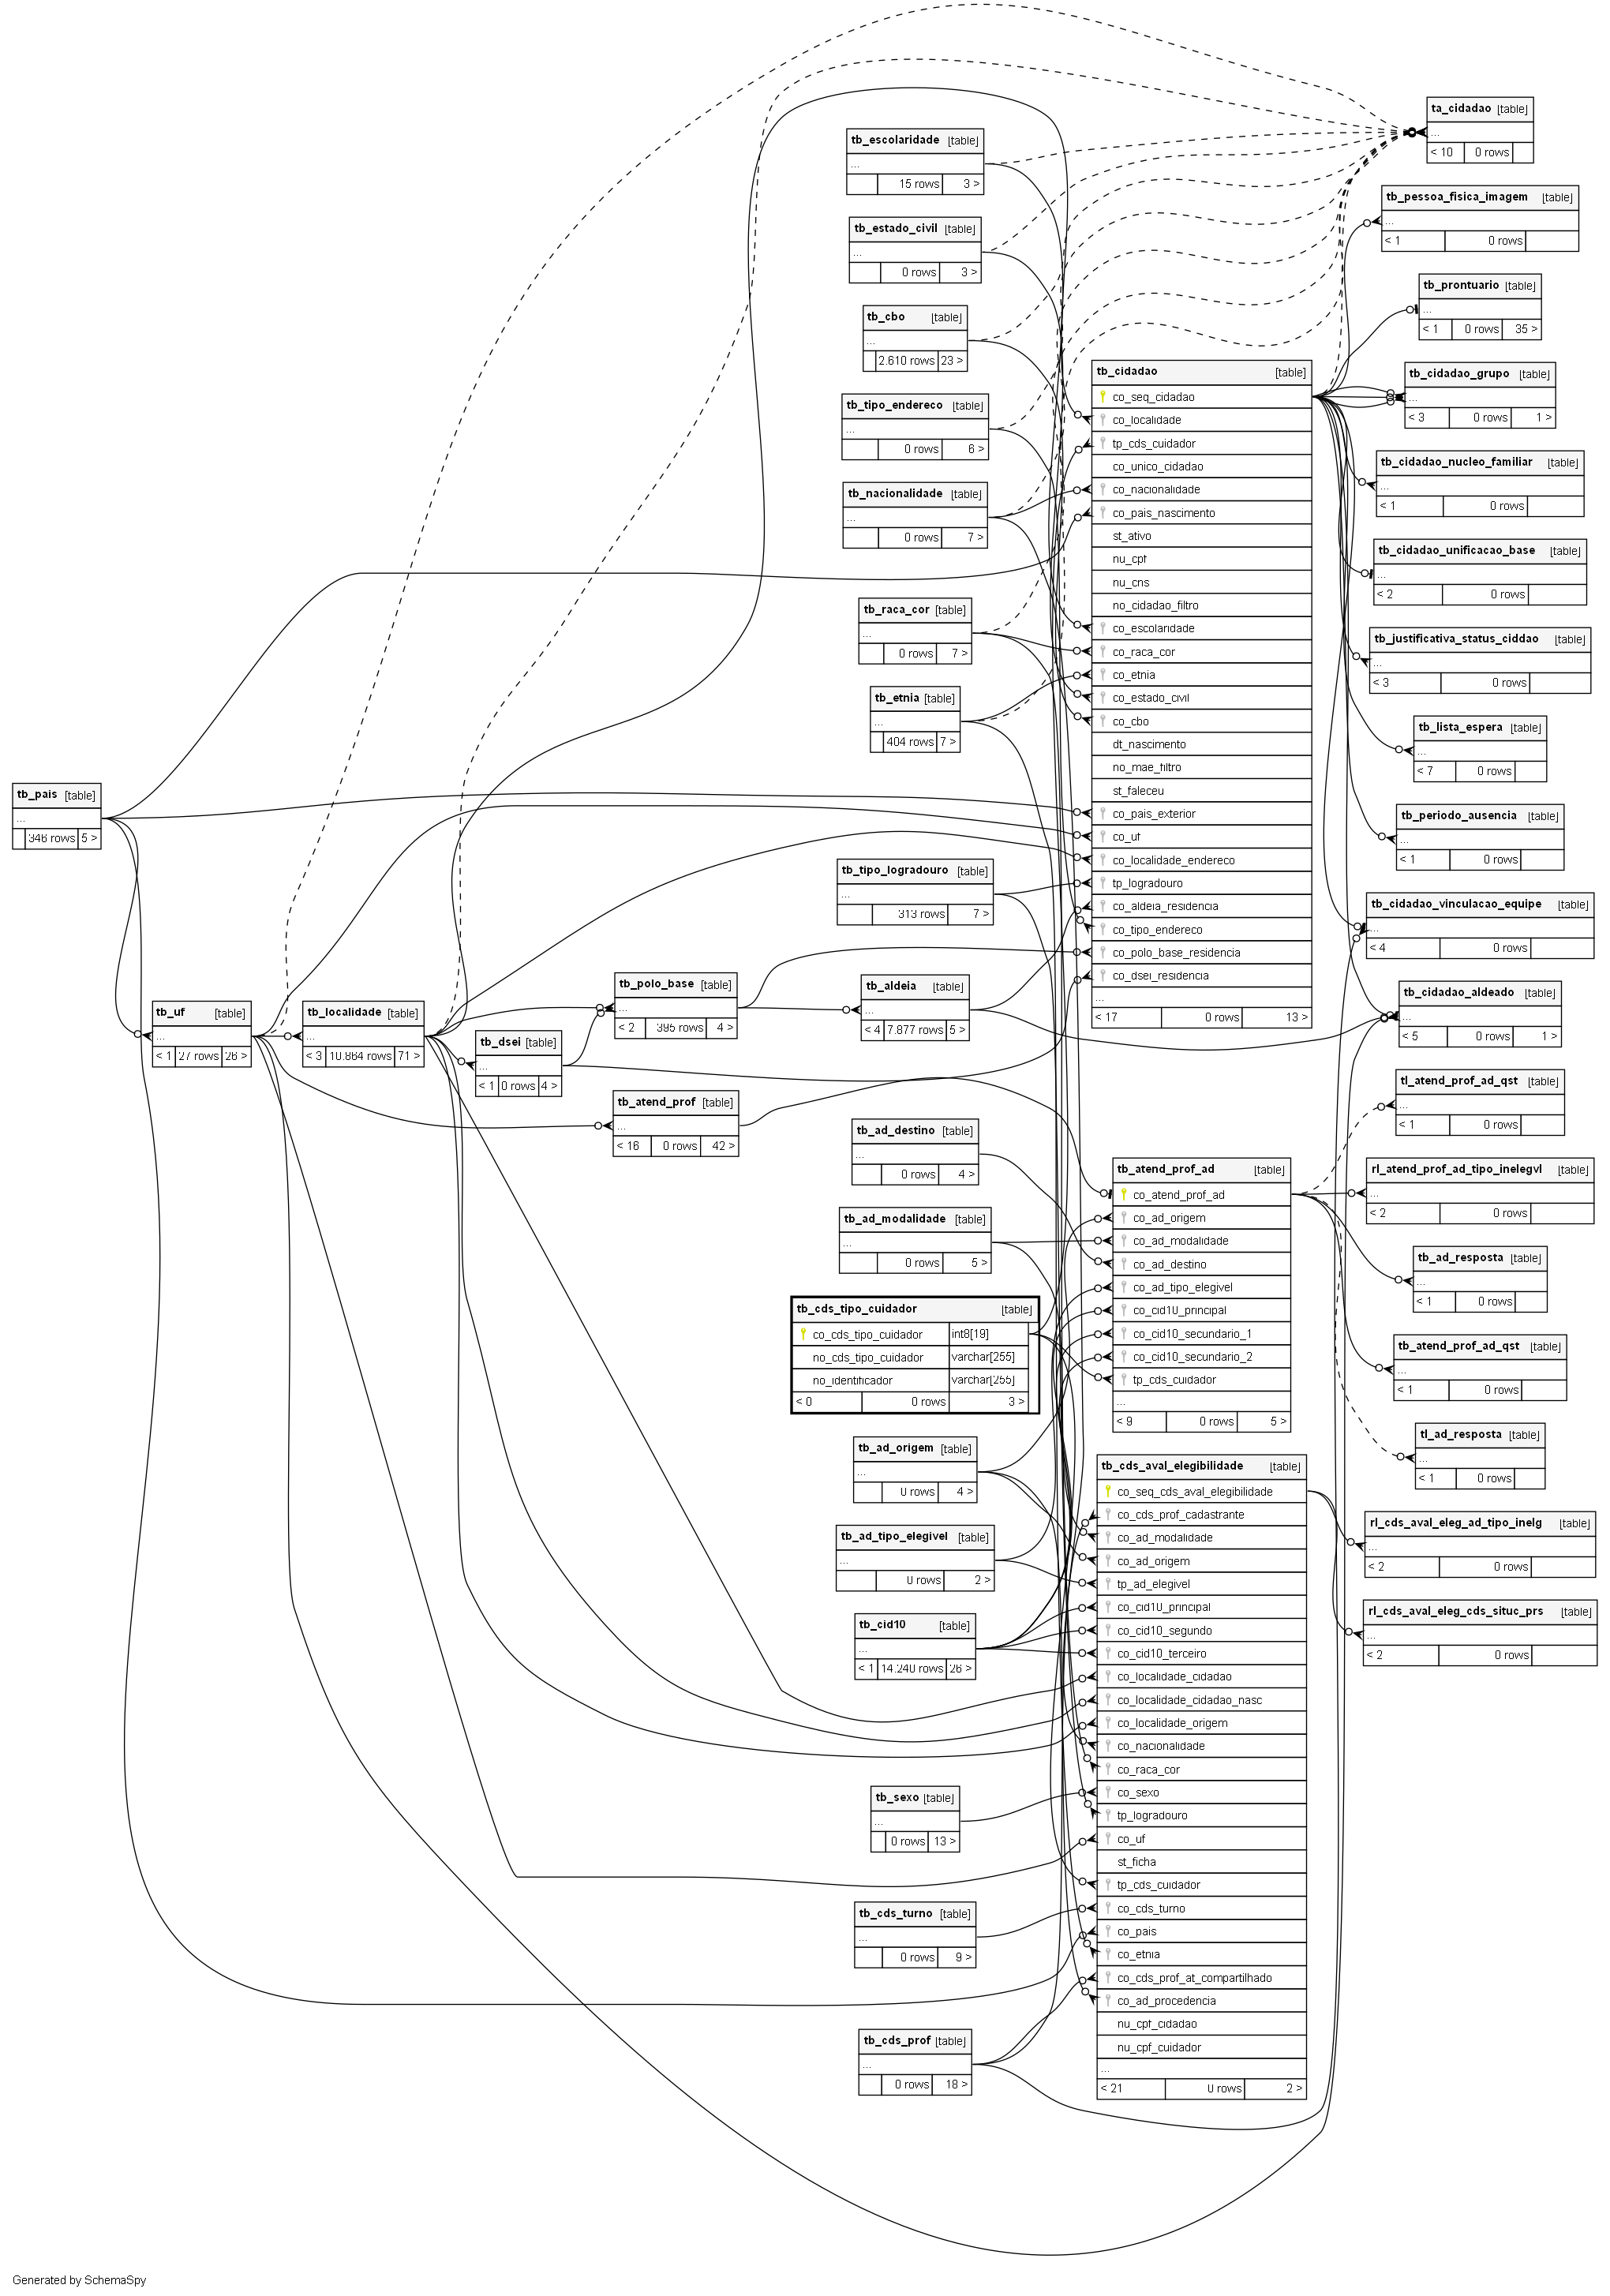 ta_cidadao [table]
...
< 10 0 rows
tb_escolaridade [table]
...
15 rows 3 >
tb_pessoa_fisica_imagem [table]
...
< 1 0 rows
tb_estado_civil [table]
...
0 rows 3 >
tb_prontuario [table]
...
< 1 0 rows 35 >
tb_cbo [table]
...
2.610 rows 23 >
tb_cidadao_grupo [table]
...
< 3 0 rows 1 >
tb_tipo_endereco [table]
...
0 rows 6 >
tb_cidadao_nucleo_familiar [table]
...
< 1 0 rows
tb_nacionalidade [table]
...
0 rows 7 >
tb_cidadao_unificacao_base [table]
...
< 2 0 rows
tb_raca_cor [table]
...
0 rows 7 >
tb_justificativa_status_ciddao [table]
...
< 3 0 rows
tb_etnia [table]
...
404 rows 7 >
tb_lista_espera [table]
...
< 7 0 rows
tb_cidadao [table]
co_seq_cidadao
co_localidade
tp_cds_cuidador
co_unico_cidadao
co_nacionalidade
co_pais_nascimento
st_ativo
nu_cpf
nu_cns
no_cidadao_filtro
co_escolaridade
co_raca_cor
co_etnia
co_estado_civil
co_cbo
dt_nascimento
no_mae_filtro
st_faleceu
co_pais_exterior
co_uf
co_localidade_endereco
tp_logradouro
co_aldeia_residencia
co_tipo_endereco
co_polo_base_residencia
co_dsei_residencia
...
< 17 0 rows 13 >
tb_pais [table]
...
346 rows 5 >
tb_periodo_ausencia [table]
...
< 1 0 rows
tb_tipo_logradouro [table]
...
313 rows 7 >
tb_cidadao_vinculacao_equipe [table]
...
< 4 0 rows
tb_uf [table]
...
< 1 27 rows 26 >
tb_localidade [table]
...
< 3 10.864 rows 71 >
tb_polo_base [table]
...
< 2 395 rows 4 >
tb_aldeia [table]
...
< 4 7.877 rows 5 >
tb_cidadao_aldeado [table]
...
< 5 0 rows 1 >
tb_dsei [table]
...
< 1 0 rows 4 >
tb_atend_prof [table]
...
< 16 0 rows 42 >
tl_atend_prof_ad_qst [table]
...
< 1 0 rows
tb_ad_destino [table]
...
0 rows 4 >
tb_atend_prof_ad [table]
co_atend_prof_ad
co_ad_origem
co_ad_modalidade
co_ad_destino
co_ad_tipo_elegivel
co_cid10_principal
co_cid10_secundario_1
co_cid10_secundario_2
tp_cds_cuidador
...
< 9 0 rows 5 >
rl_atend_prof_ad_tipo_inelegvl [table]
...
< 2 0 rows
tb_ad_modalidade [table]
...
0 rows 5 >
tb_ad_resposta [table]
...
< 1 0 rows
tb_cds_tipo_cuidador [table]
co_cds_tipo_cuidador int8[19]
no_cds_tipo_cuidador varchar[255]
no_identificador varchar[255]
< 0 0 rows 3 >
tb_atend_prof_ad_qst [table]
...
< 1 0 rows
tb_ad_origem [table]
...
0 rows 4 >
tl_ad_resposta [table]
...
< 1 0 rows
tb_ad_tipo_elegivel [table]
...
0 rows 2 >
tb_cds_aval_elegibilidade [table]
co_seq_cds_aval_elegibilidade
co_cds_prof_cadastrante
co_ad_modalidade
co_ad_origem
tp_ad_elegivel
co_cid10_principal
co_cid10_segundo
co_cid10_terceiro
co_localidade_cidadao
co_localidade_cidadao_nasc
co_localidade_origem
co_nacionalidade
co_raca_cor
co_sexo
tp_logradouro
co_uf
st_ficha
tp_cds_cuidador
co_cds_turno
co_pais
co_etnia
co_cds_prof_at_compartilhado
co_ad_procedencia
nu_cpf_cidadao
nu_cpf_cuidador
...
< 21 0 rows 2 >
rl_cds_aval_eleg_ad_tipo_inelg [table]
...
< 2 0 rows
rl_cds_aval_eleg_cds_situc_prs [table]
...
< 2 0 rows
tb_cid10 [table]
...
< 1 14.240 rows 26 >
tb_sexo [table]
...
0 rows 13 >
tb_cds_turno [table]
...
0 rows 9 >
tb_cds_prof [table]
...
0 rows 18 >
Generated by SchemaSpy